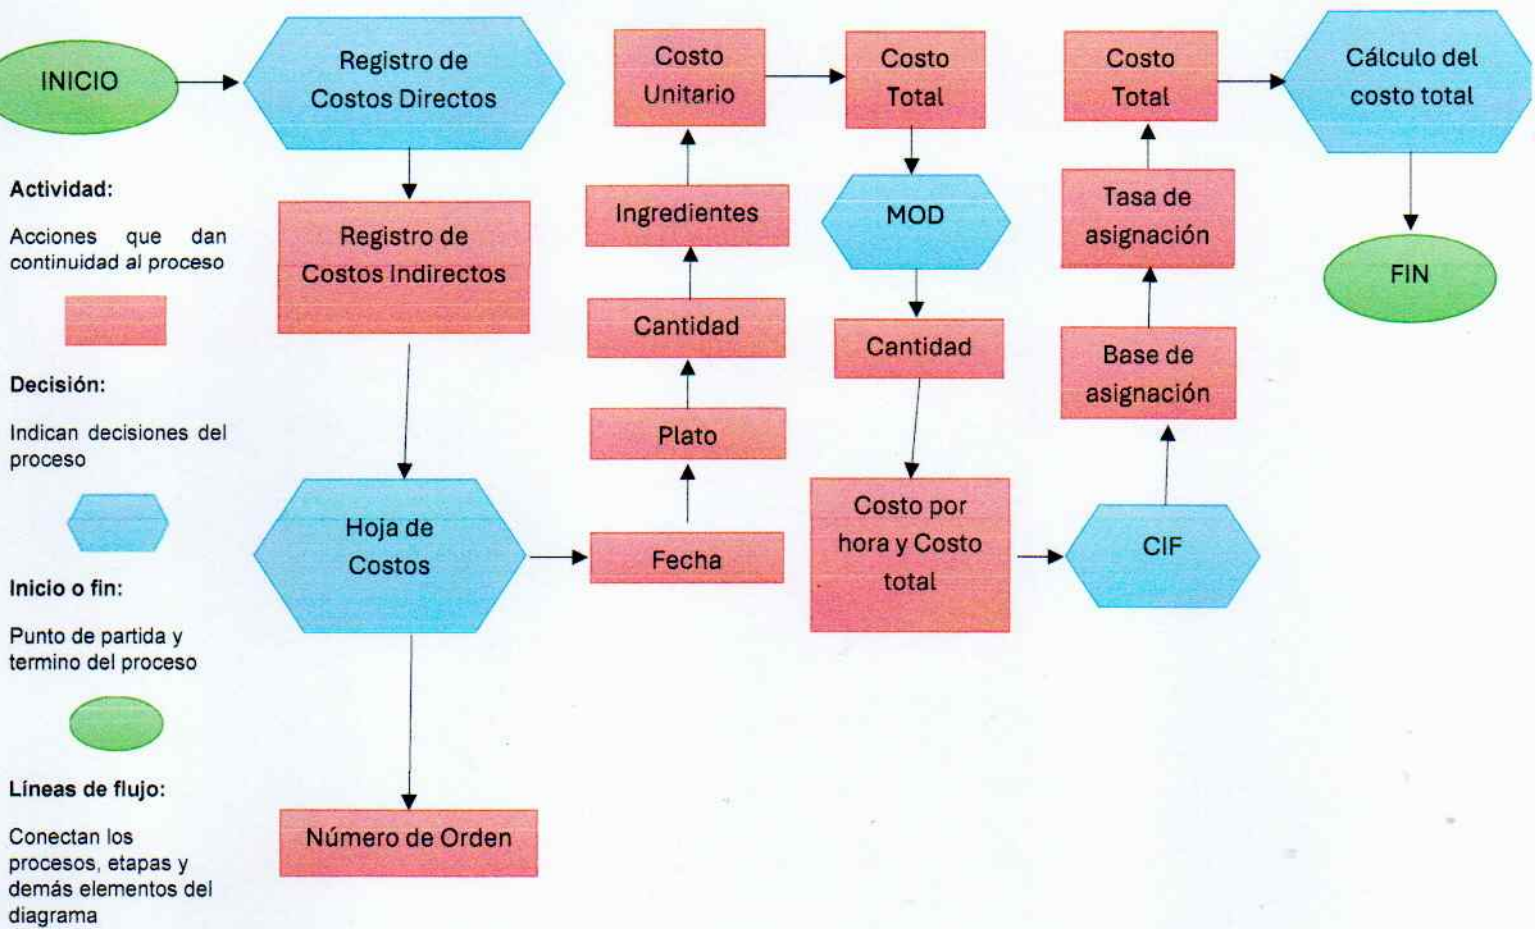 INICIO
Registro de
Costos Directos
Registro de
Costos Indirectos
Hoja de
Costos
Número de Orden
Fecha
Plato
Cantidad
Ingredientes
Costo
Unitario
Costo
Total
MOD
Cantidad
Costo por
hora y Costo
total
CIF
Base de
asignación
Tasa de
asignación
Costo
Total
Cálculo del
costo total
FIN
Actividad:
Acciones que dan
continuidad al proceso
Decisión:
Indican decisiones del
proceso
Inicio o fin:
Punto de partida y
termino del proceso
Líneas de flujo:
Conectan los
procesos, etapas y
demás elementos del
diagrama